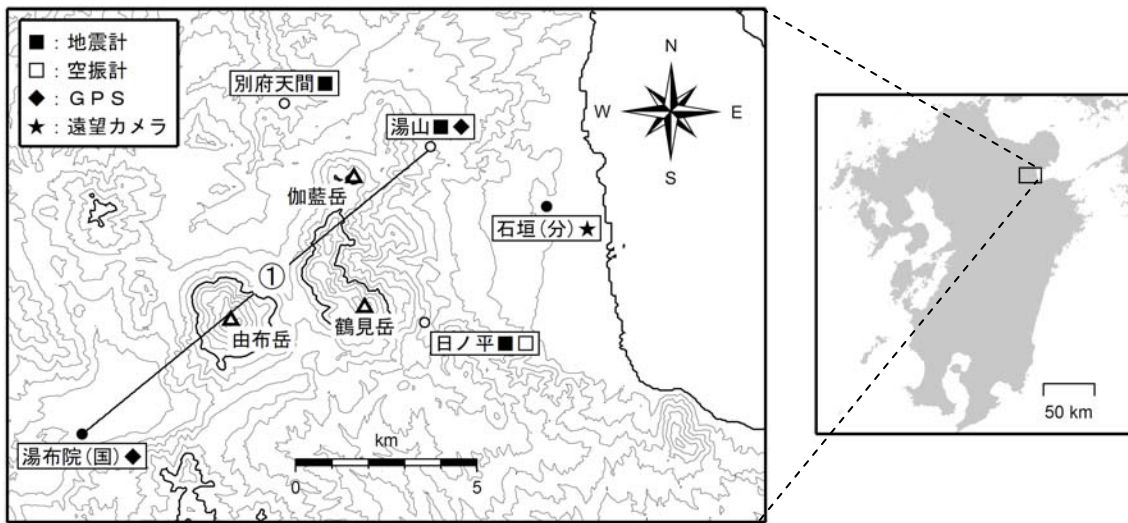 ■：地震計
□：空振計
◆：ＧＰＳ
★：遠望カメラ
別府天間■
湯山■◆
伽藍岳
石垣(分)★
①
由布岳
鶴見岳
日ノ平■□
湯布院(国)◆
km
0 5
N
W E
S
50 km